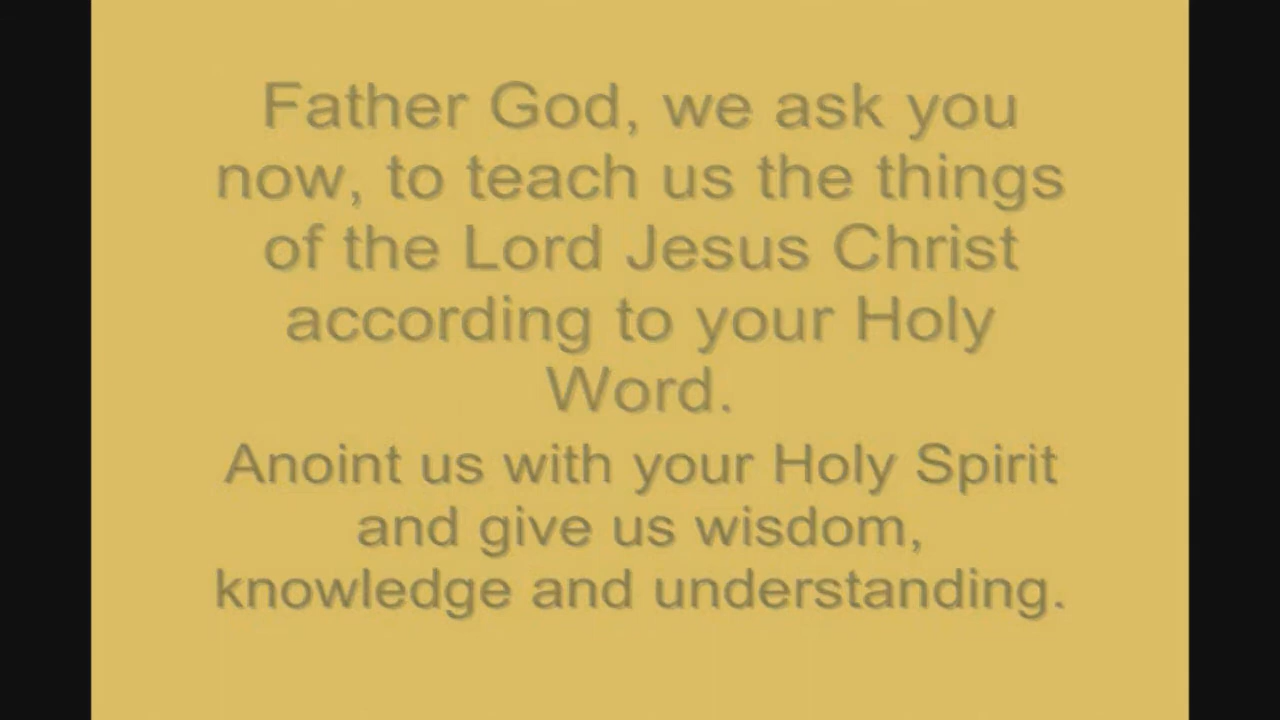 Father God, we ask you
now, to teach us the things
of the Lord Jesus Christ
according to your Holy
Word.
Anoint us with your Holy Spirit
and give us wisdom,
knowledge and understanding.